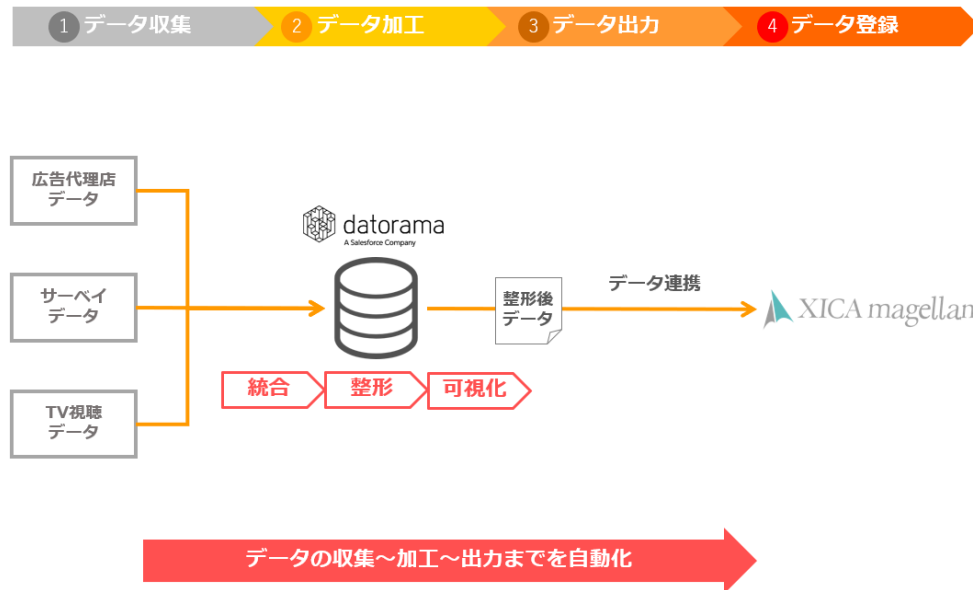 1 データ収集
2 データ加工
3 データ出力
4 データ登録
広告代理店
データ
サーベイ
データ
TV視聴
データ
datorama
A Salesforce Company
統合
整形
可視化
整形後
データ
データ連携
XICA magellan
データの収集～加工～出力までを自動化